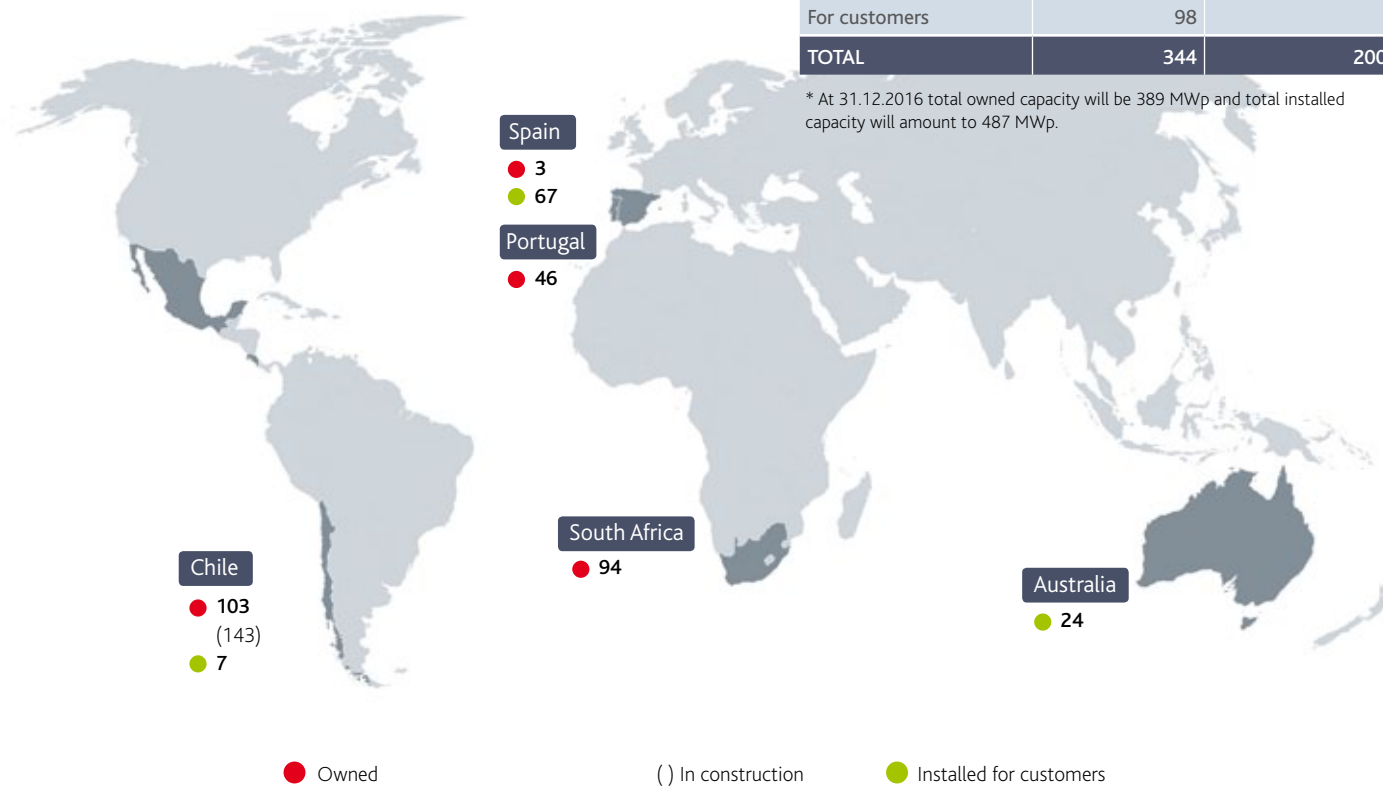 For customers 98
TOTAL 344 200
* At 31.12.2016 total owned capacity will be 389 MWp and total installed
capacity will amount to 487 MWp.
Spain
3
67
Portugal
46
South Africa
94
Chile
103
(143)
7
Australia
24
Owned
( ) In construction
Installed for customers